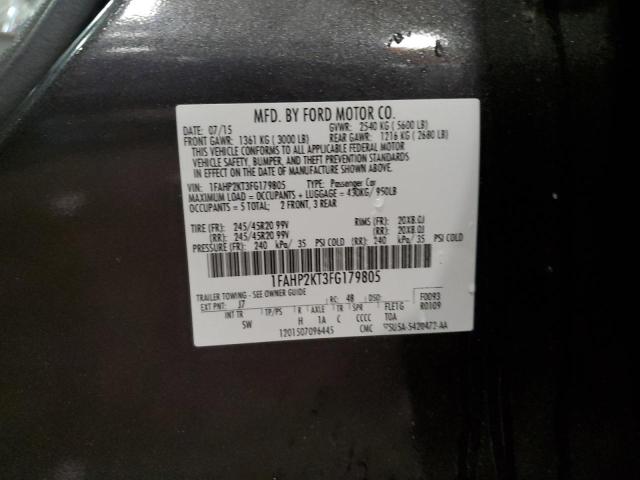 MFD. BY FORD MOTOR CO.
DATE: 07/15 GVWR: 2540 KG (5600 LB)
FRONT GAWR: 1361 KG (3000 LB) REAR GAWR: 1216 KG (2680 LB)
THIS VEHICLE CONFORMS TO ALL APPLICABLE FEDERAL MOTOR
VEHICLE SAFETY, BUMPER, AND THEFT PREVENTION STANDARDS
IN EFFECT ON THE DATE OF MANUFACTURE SHOWN ABOVE.
VIN: 1FAHP2KT3FG179805 TYPE: Passenger Car
MAXIMUM LOAD = OCCUPANTS + LUGGAGE = 430KG/ 950LB
OCCUPANTS = 5 TOTAL; 2 FRONT, 3 REAR
TIRE (FR): 245/45R20 99V RIMS (FR): 20X8.0J
(RR): 245/45R20 99V (RR): 20X8.0J
PRESSURE (FR): 240 kPa/ 35 PSI COLD (RR): 240 kPa/ 35 PSI COLD
1FAHP2KT3FG179805
TRAILER TOWING - SEE OWNER GUIDE
EXT PNT: J7 RC: 48 DSO: F0093
INT TR TP/PS R AXLE TR SPR FLE1G R0109
SW H 1A C CCCC TOA
1201507096445 CMC 5420472-AA